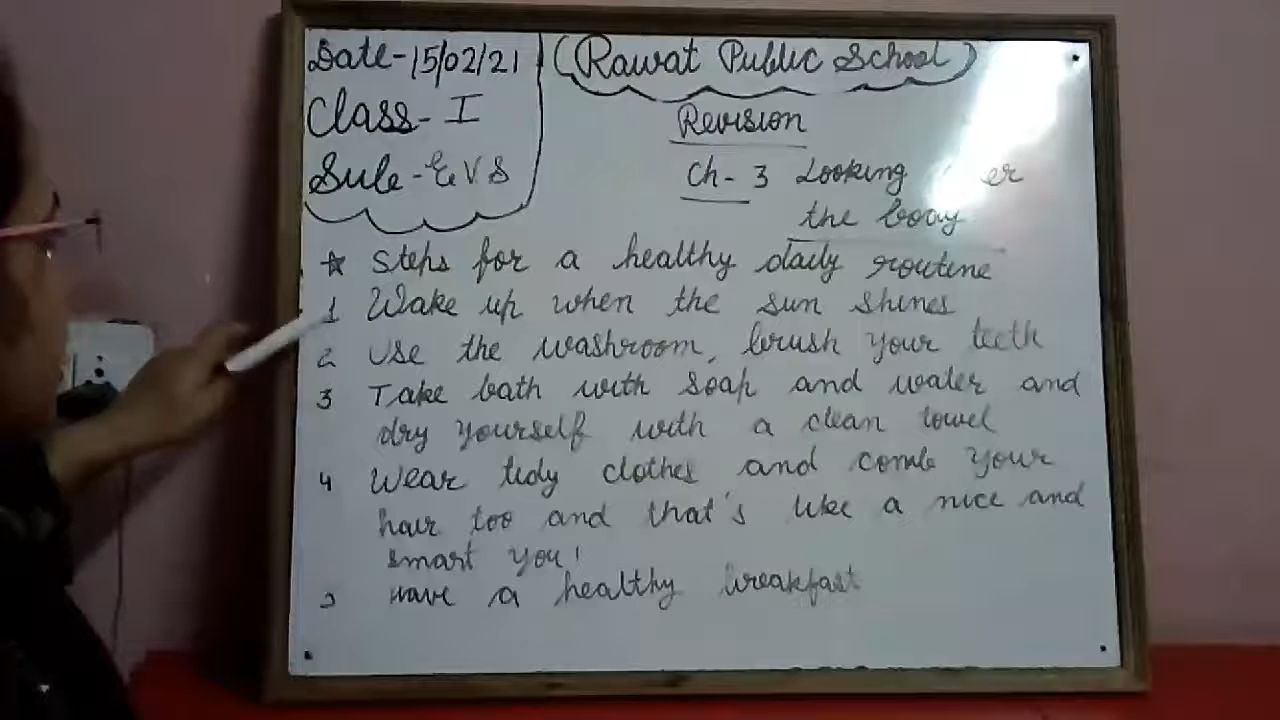 Date-15/02/21
(Rawat Public School)
Class-I
Revision
Sub-E.V.S
Ch-3 Looking
the body
* steps for a healthy daily routine
1 Wake up when the sun shines
2 Use the washroom, brush your teeth
3 Take bath with soap and water and
dry yourself with a clean towel
4 Wear tidy clothes and comb your
hair too and that's like a nice and
smart you!
5 Have a healthy breakfast